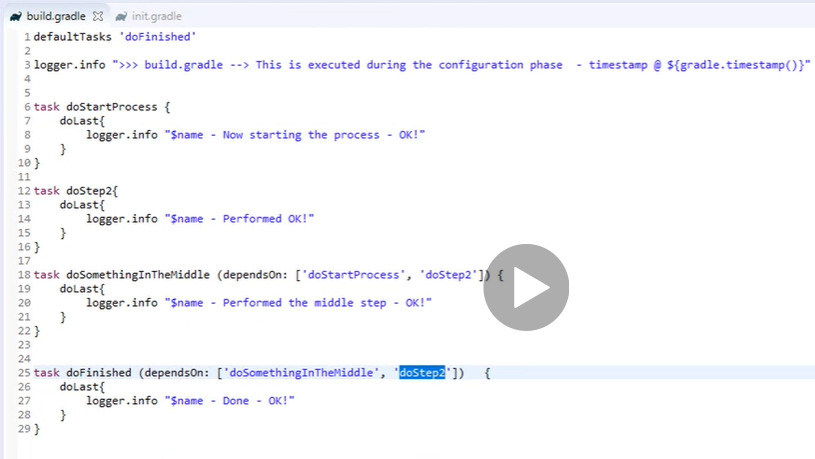 build.gradle init.gradle
1 defaultTasks 'doFinished'
2
3 logger.info ">>> build.gradle --> This is executed during the configuration phase  - timestamp @ ${gradle.timestamp()}"
4
5
6 task doStartProcess {
7     doLast{
8         logger.info "$name - Now starting the process - OK!"
9     }
10 }
11
12 task doStep2{
13     doLast{
14         logger.info "$name - Performed OK!"
15     }
16 }
17
18 task doSomethingInTheMiddle (dependsOn: ['doStartProcess', 'doStep2']) {
19     doLast{
20         logger.info "$name - Performed the middle step - OK!"
21     }
22 }
23
24
25 task doFinished (dependsOn: ['doSomethingInTheMiddle', 'doStep2'])   {
26     doLast{
27         logger.info "$name - Done - OK!"
28     }
29 }